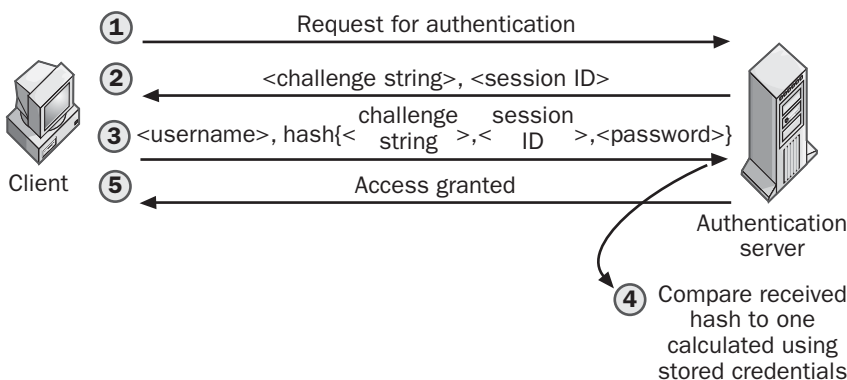 1 Request for authentication
2 <challenge string>, <session ID>
3 <username>, hash{< challenge string >,< session ID >,<password>}
Client
5 Access granted
Authentication
server
4 Compare received
hash to one
calculated using
stored credentials